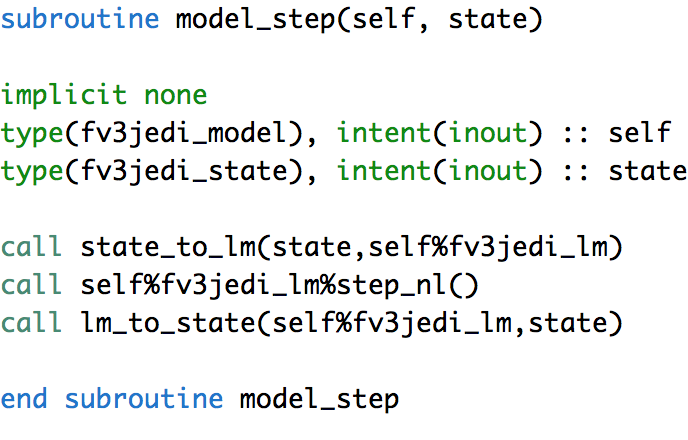 subroutine model_step(self, state)
implicit none
type(fv3jedi_model), intent(inout) :: self
type(fv3jedi_state), intent(inout) :: state
call state_to_lm(state,self%fv3jedi_lm)
call self%fv3jedi_lm%step_nl()
call lm_to_state(self%fv3jedi_lm,state)
end subroutine model_step